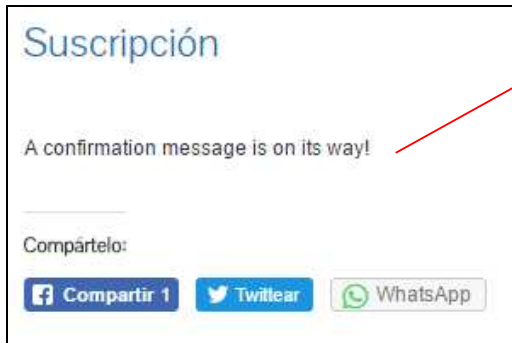 Suscripción
A confirmation message is on its way!
Compártelo:
Compartir 1 Twittear WhatsApp